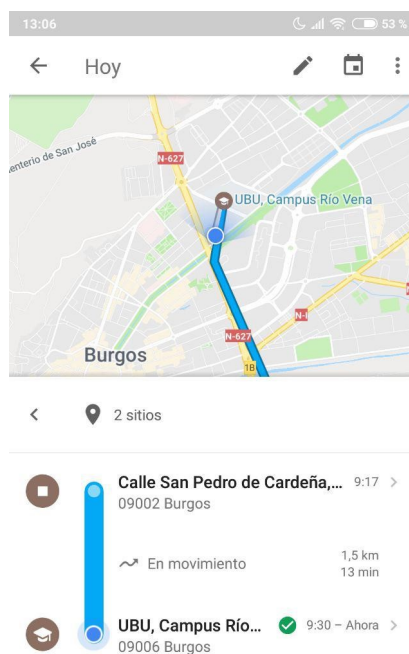 13:06
53 %
Hoy
enterio de San José
N-627
UBU, Campus Río Vena
N-I
N-627
Burgos
1B
2 sitios
Calle San Pedro de Cardeña,... 9:17
09002 Burgos
En movimiento
1,5 km
13 min
UBU, Campus Río... 9:30 – Ahora
09006 Burgos